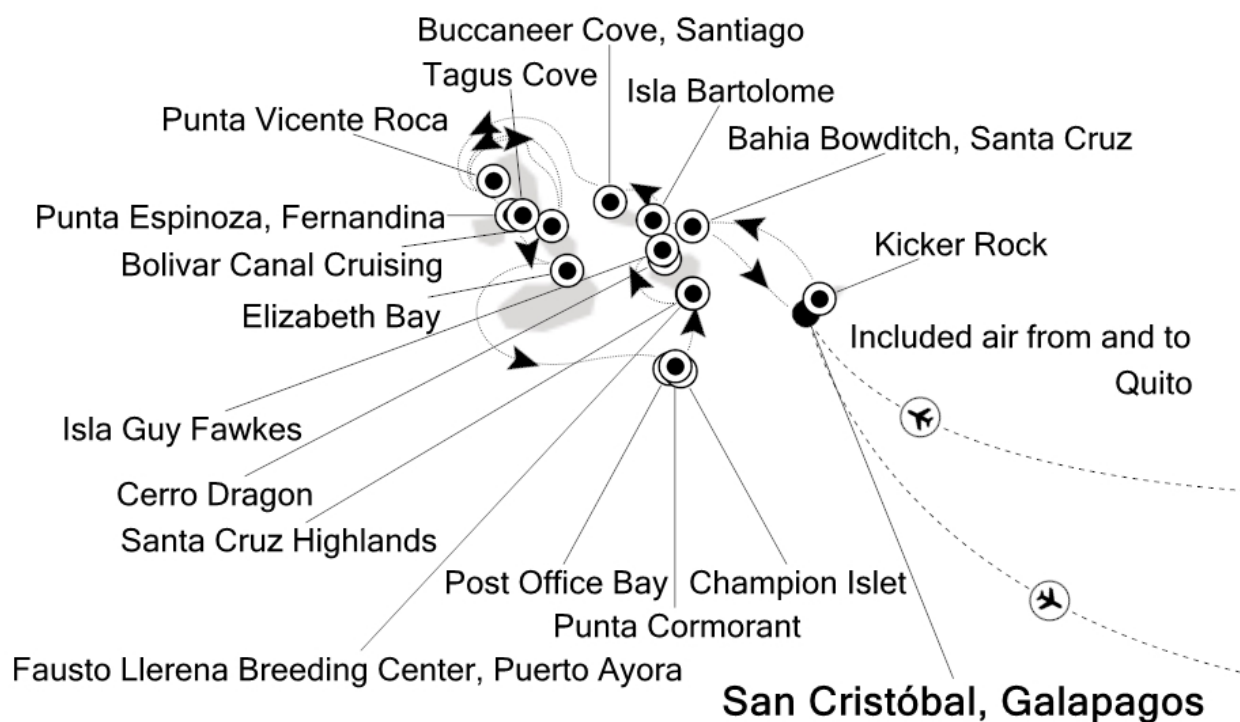 Buccaneer Cove, Santiago
Tagus Cove
Isla Bartolome
Punta Vicente Roca
Bahia Bowditch, Santa Cruz
Punta Espinoza, Fernandina
Kicker Rock
Bolivar Canal Cruising
Elizabeth Bay
Included air from and to
Quito
Isla Guy Fawkes
Cerro Dragon
Santa Cruz Highlands
Post Office Bay
Champion Islet
Punta Cormorant
Fausto Llerena Breeding Center, Puerto Ayora
San Cristóbal, Galapagos